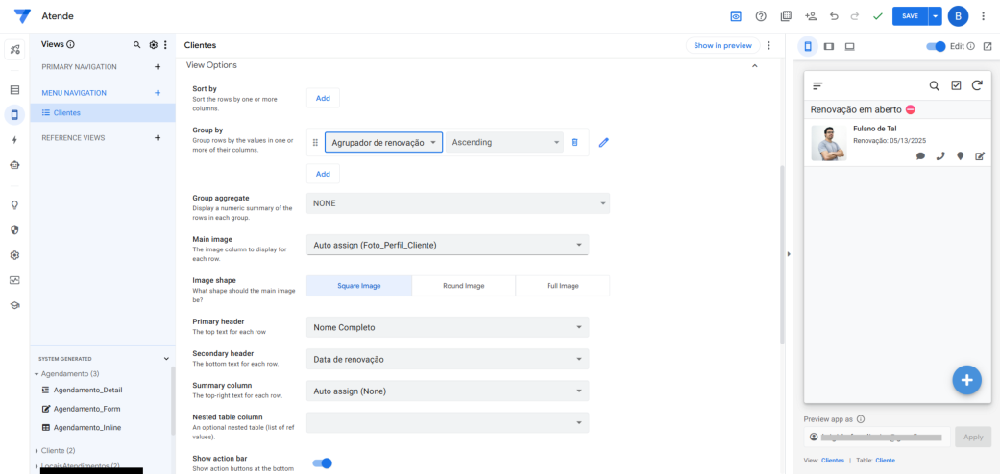 Atende
SAVE
B
Views
PRIMARY NAVIGATION
MENU NAVIGATION
Clientes
REFERENCE VIEWS
SYSTEM GENERATED
Agendamento (3)
Agendamento_Detail
Agendamento_Form
Agendamento_Inline
Cliente (2)
LocaisAtendimentos (2)
Clientes
Show in preview
View Options
Sort by
Sort the rows by one or more
columns.
Add
Group by
Group rows by the values in one or
more of their columns.
Agrupador de renovação
Ascending
Add
Group aggregate
Display a numeric summary of the
rows in each group.
NONE
Main image
The image column to display for
each row.
Auto assign (Foto_Perfil_Cliente)
Image shape
What shape should the main image
be?
Square Image
Round Image
Full Image
Primary header
The top text for each row
Nome Completo
Secondary header
The bottom text for each row.
Data de renovação
Summary column
The top-right text for each row.
Auto assign (None)
Nested table column
An optional nested table (list of ref
values).
Show action bar
Show action buttons at the bottom
Edit
Renovação em aberto
Fulano de Tal
Renovação: 05/13/2025
Preview app as
Apply
View: Clientes | Table: Cliente